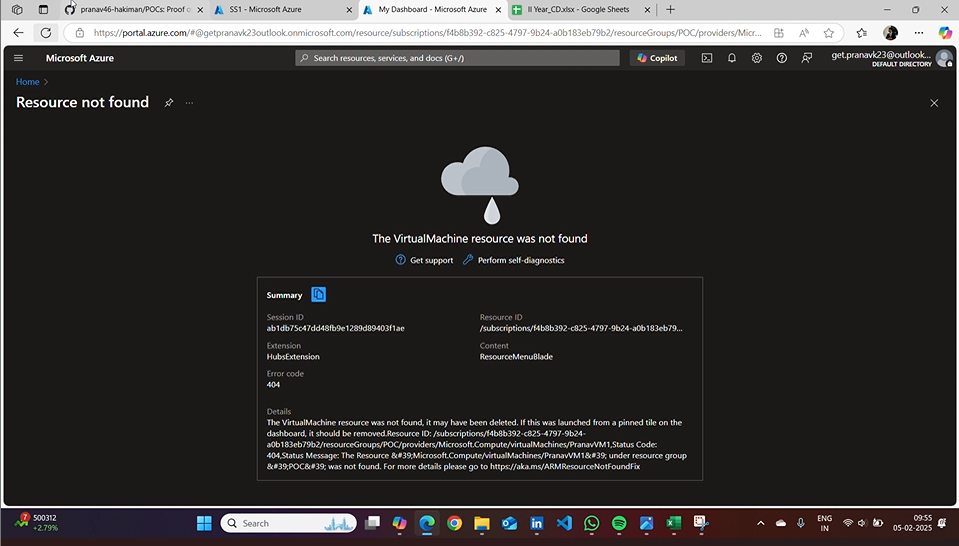 pranav46-hakiman/POCs: Proof o
SS1 - Microsoft Azure
My Dashboard - Microsoft Azure
II Year_CD.xlsx - Google Sheets
https://portal.azure.com/#@getpranavk23outlook.onmicrosoft.com/resource/subscriptions/f4b8b392-c825-4797-9b24-a0b183eb79b2/resourceGroups/POC/providers/Micr...
Microsoft Azure
Search resources, services, and docs (G+/)
Copilot
get.pranavk23@outlook....
DEFAULT DIRECTORY
Home
Resource not found
The VirtualMachine resource was not found
Get support
Perform self-diagnostics
Summary
Session ID
Resource ID
ab1db75c47dd48fb9e1289d89403f1ae
/subscriptions/f4b8b392-c825-4797-9b24-a0b183eb79...
Extension
Content
HubsExtension
ResourceMenuBlade
Error code
404
Details
The VirtualMachine resource was not found, it may have been deleted. If this was launched from a pinned tile on the
dashboard, it should be removed.Resource ID: /subscriptions/f4b8b392-c825-4797-9b24-
a0b183eb79b2/resourceGroups/POC/providers/Microsoft.Compute/virtualMachines/PranavVM1,Status Code:
404,Status Message: The Resource &#39;Microsoft.Compute/virtualMachines/PranavVM1&#39; under resource group
&#39;POC&#39; was not found. For more details please go to https://aka.ms/ARMResourceNotFoundFix
7
500312
+2.79%
Search
ENG
IN
09:55
05-02-2025